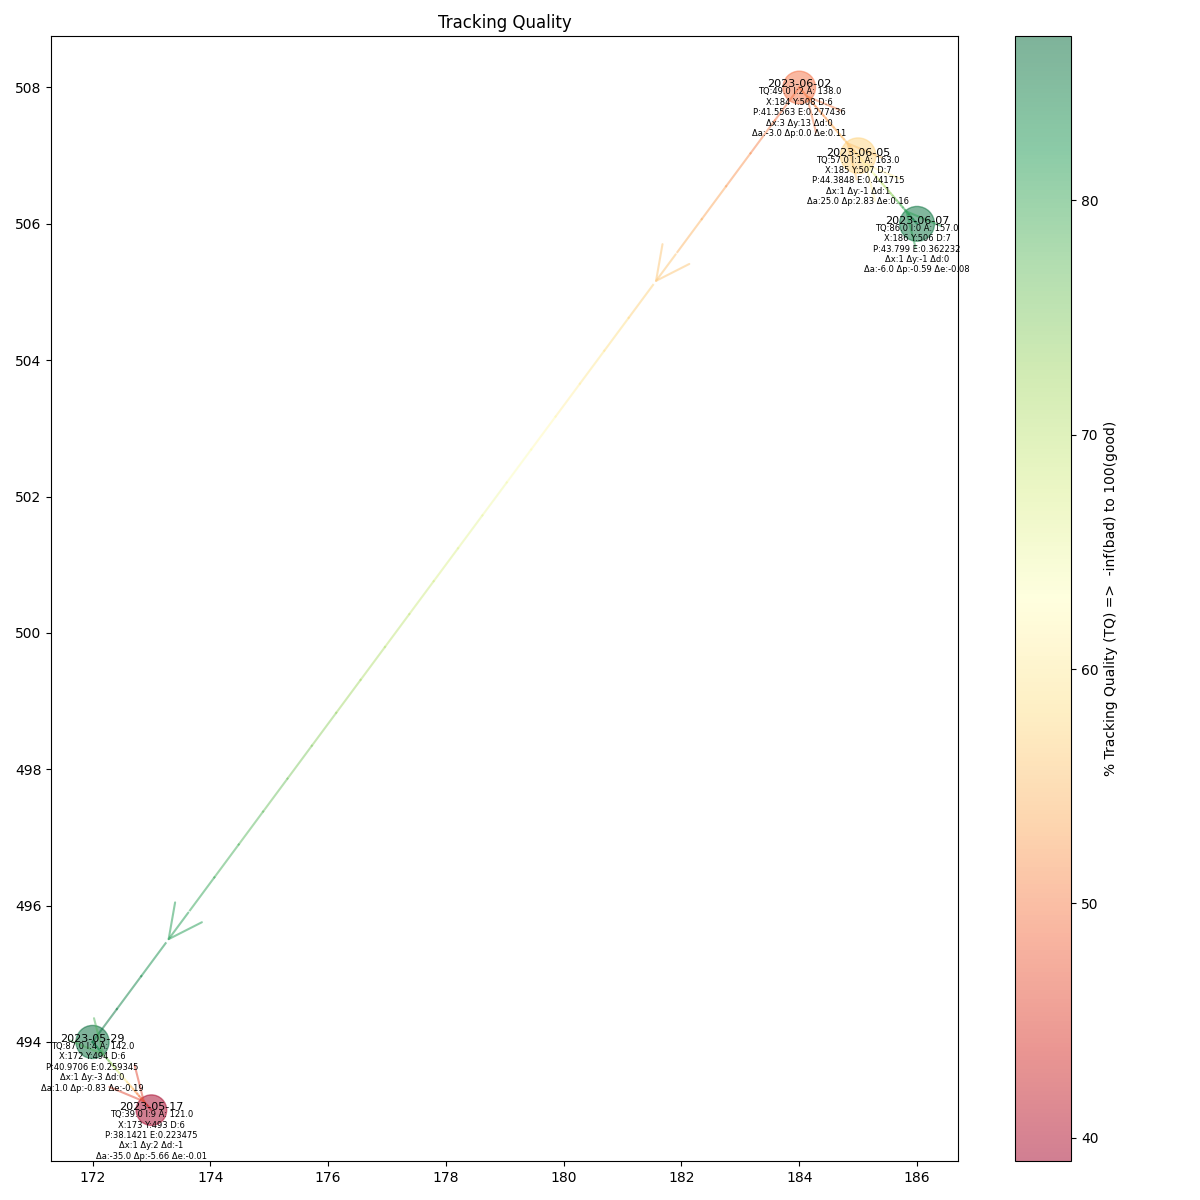 Tracking Quality
508
506
504
502
500
498
496
494
172
174
176
178
180
182
184
186
2023-06-02
TQ:49.0 I:2 A: 138.0
X:184 Y:508 D:6
P:41.5563 E:0.277436
Δx:3 Δy:13 Δd:0
Δa:-3.0 Δp:0.0 Δe:0.11
2023-06-05
TQ:57.0 I:1 A: 163.0
X:185 Y:507 D:7
P:44.3848 E:0.441715
Δx:1 Δy:-1 Δd:1
Δa:25.0 Δp:2.83 Δe:0.16
2023-06-07
TQ:86.0 I:0 A: 157.0
X:186 Y:506 D:7
P:43.799 E:0.362232
Δx:1 Δy:-1 Δd:0
Δa:-6.0 Δp:-0.59 Δe:-0.08
2023-05-29
TQ:87.0 I:4 A: 142.0
X:172 Y:494 D:6
P:40.9706 E:0.259345
Δx:1 Δy:-3 Δd:0
Δa:1.0 Δp:-0.83 Δe:-0.19
2023-05-17
TQ:39.0 I:9 A: 121.0
X:173 Y:493 D:6
P:38.1421 E:0.223475
Δx:1 Δy:2 Δd:-1
Δa:-35.0 Δp:-5.66 Δe:-0.01
80
70
60
50
40
% Tracking Quality (TQ) => -inf(bad) to 100(good)